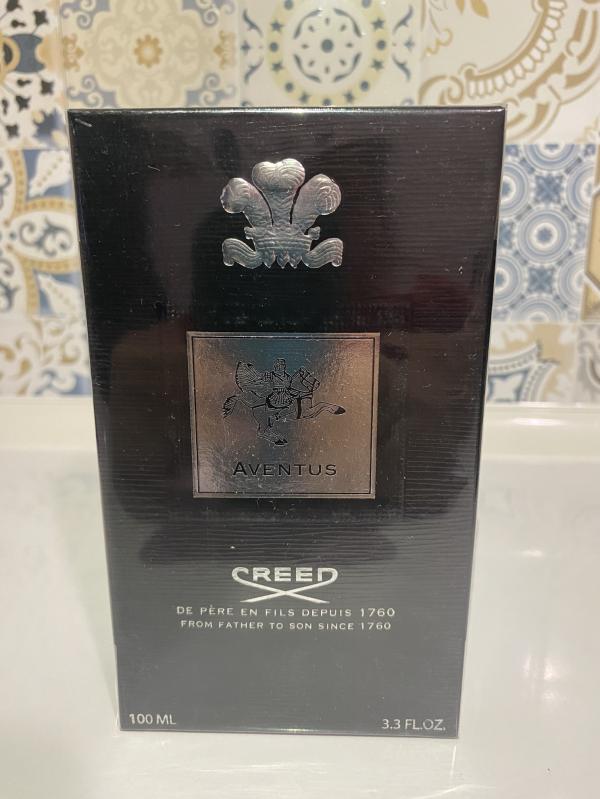 AVENTUS
CREED
DE PÈRE EN FILS DEPUIS 1760
FROM FATHER TO SON SINCE 1760
100 ML
3.3 FL.OZ.